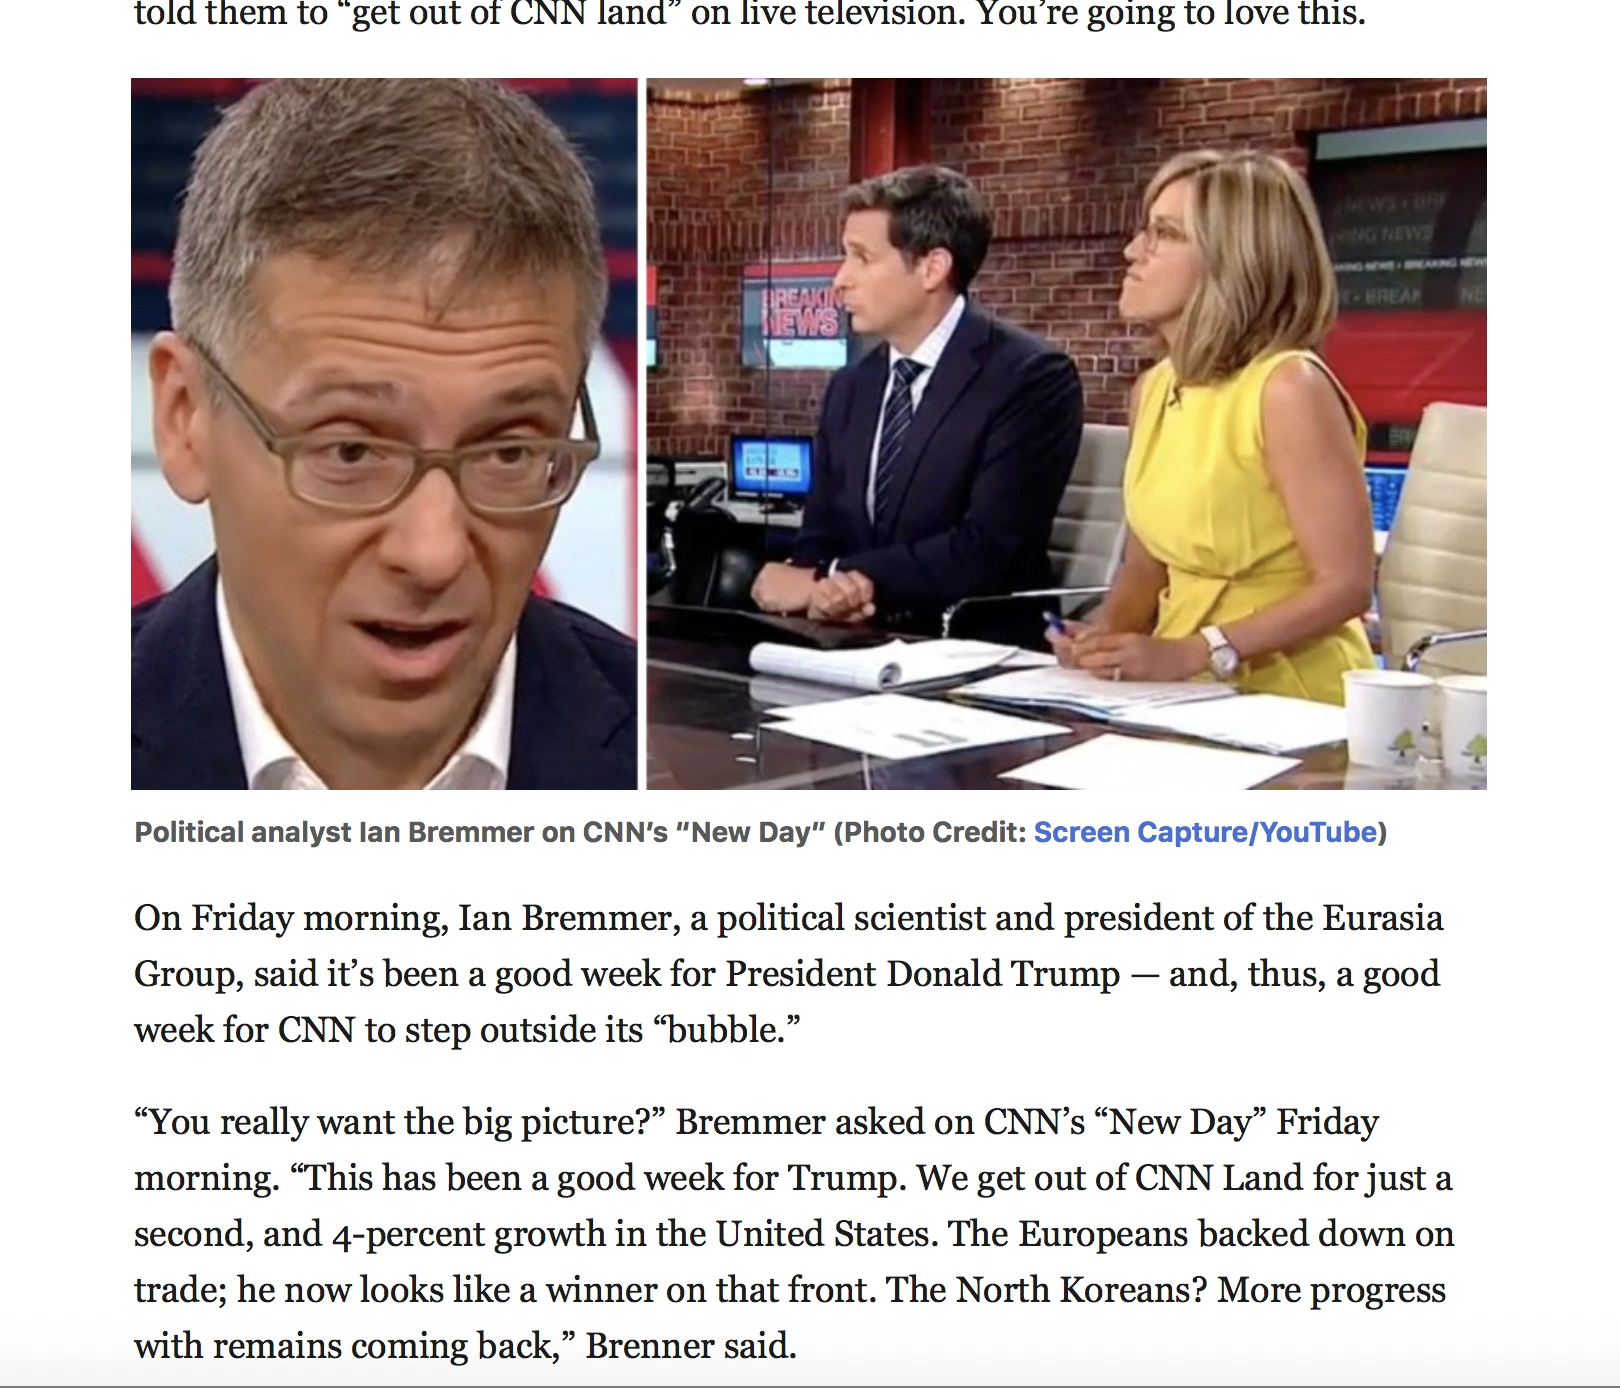 told them to “get out of CNN land” on live television. You’re going to love this.
BREAKING
NEWS
BREAKING NEWS
Political analyst Ian Bremmer on CNN’s “New Day” (Photo Credit: Screen Capture/YouTube)
On Friday morning, Ian Bremmer, a political scientist and president of the Eurasia
Group, said it’s been a good week for President Donald Trump — and, thus, a good
week for CNN to step outside its “bubble.”
“You really want the big picture?” Bremmer asked on CNN’s “New Day” Friday
morning. “This has been a good week for Trump. We get out of CNN Land for just a
second, and 4-percent growth in the United States. The Europeans backed down on
trade; he now looks like a winner on that front. The North Koreans? More progress
with remains coming back,” Brenner said.